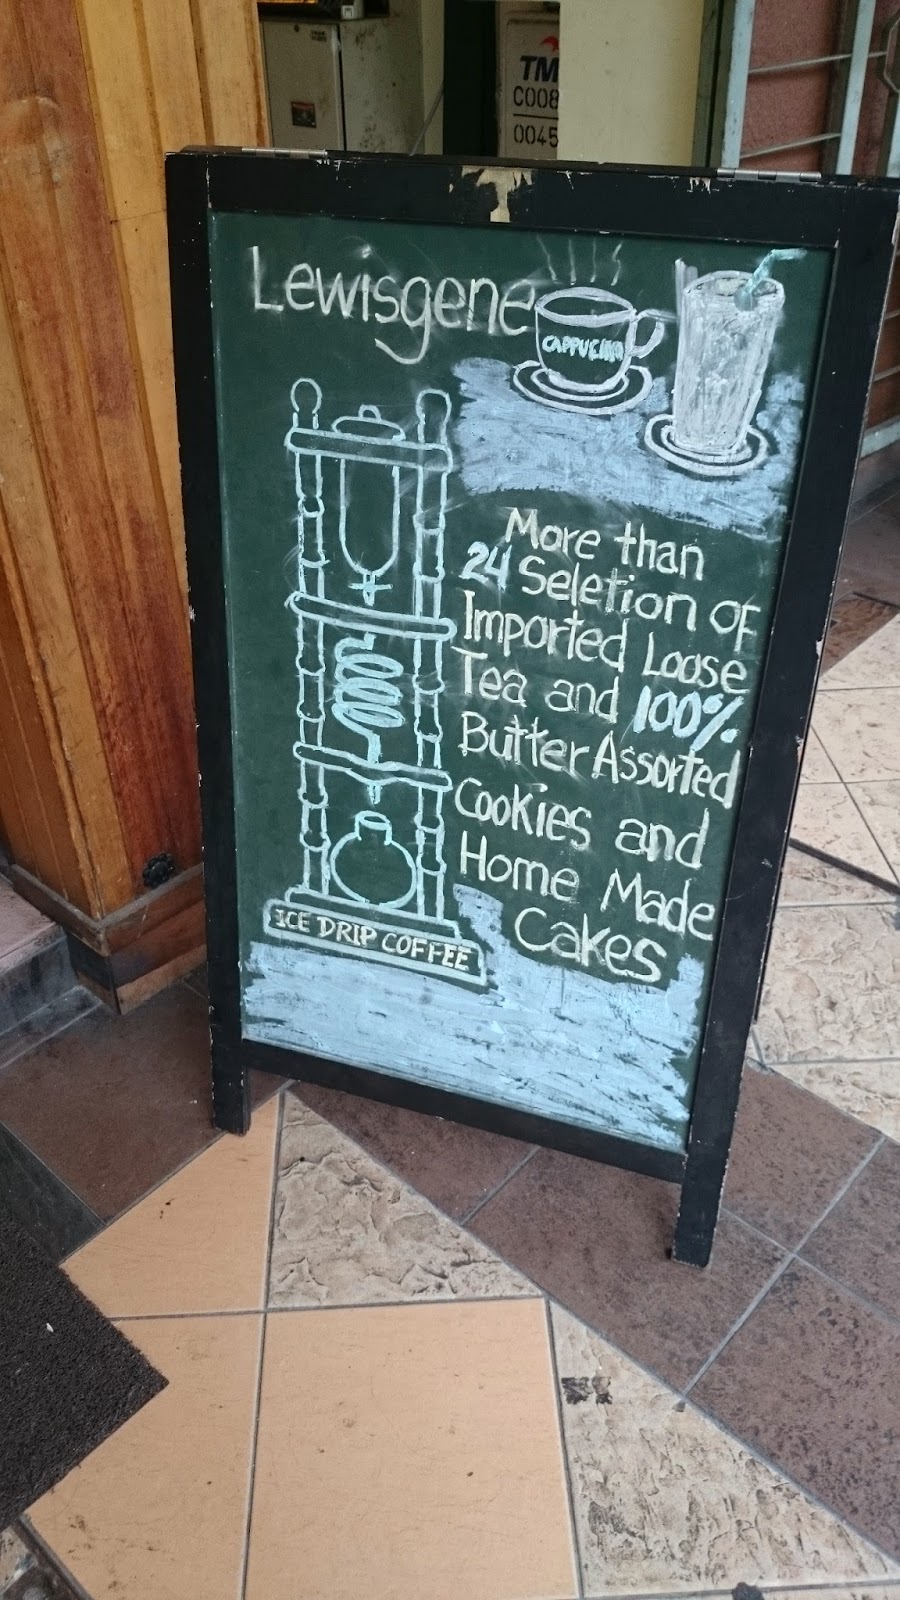 TM
C008
0045
Lewisgene
CAPPUCINO
More than
24 Seletion of
Imported Loose
Tea and 100%
Butter Assorted
Cookies and
Home Made
Cakes
ICE DRIP COFFEE